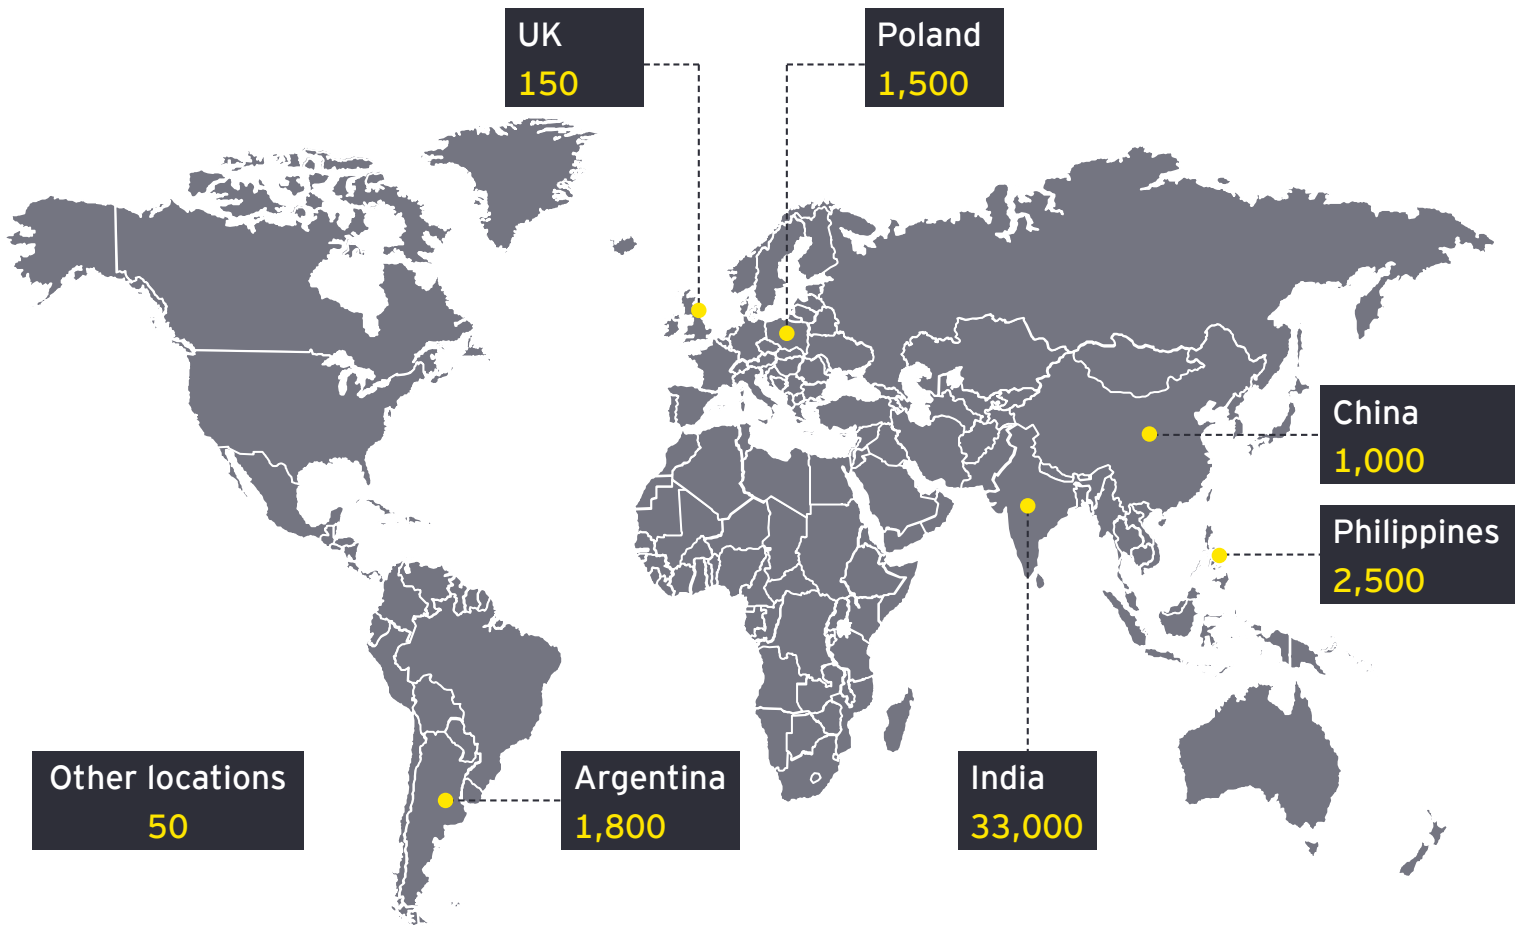 UK
150
Poland
1,500
China
1,000
Philippines
2,500
Other locations
50
Argentina
1,800
India
33,000